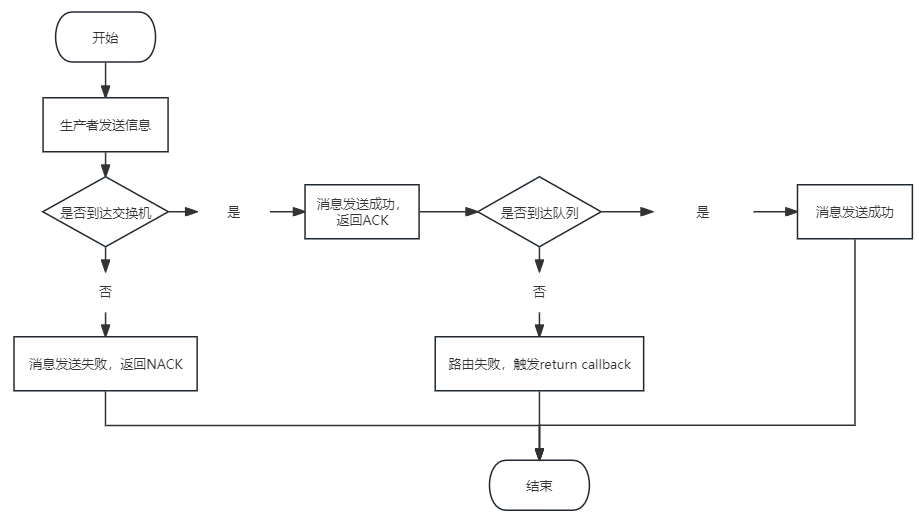 开始
生产者发送信息
是否到达交换机
是
消息发送成功，
返回ACK
是否到达队列
是
消息发送成功
否
否
消息发送失败，返回NACK
路由失败，触发return callback
结束